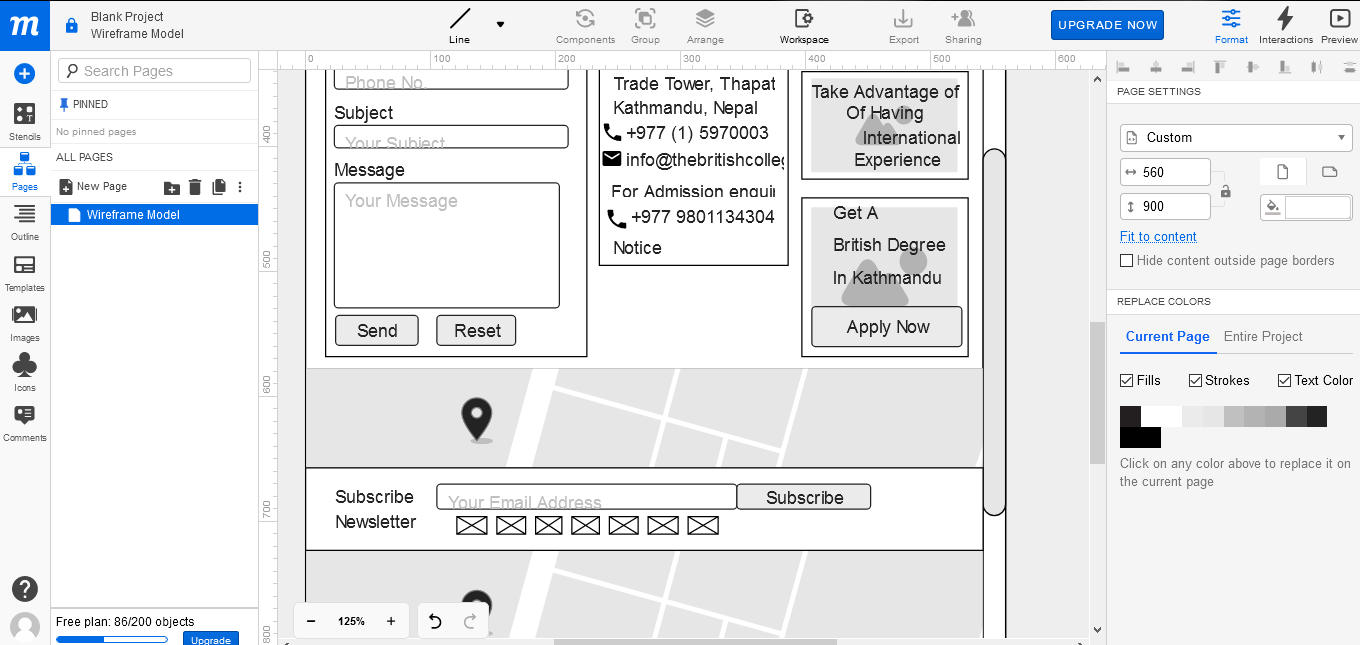 m
Blank Project
Wireframe Model
Line
Components
Group
Arrange
Workspace
Export
Sharing
UPGRADE NOW
Format
Interactions
Preview
Search Pages
PINNED
No pinned pages
ALL PAGES
New Page
Wireframe Model
Stencils
Pages
Outline
Templates
Images
Icons
Comments
Free plan: 86/200 objects
Upgrade
0
100
200
300
400
500
600
400
500
600
700
800
Phone No.
Subject
Your Subject
Message
Your Message
Send
Reset
Trade Tower, Thapat
Kathmandu, Nepal
+977 (1) 5970003
info@thebritishcolleg
For Admission enquir
+977 9801134304
Notice
Take Advantage of
Of Having
International
Experience
Get A
British Degree
In Kathmandu
Apply Now
Subscribe
Newsletter
Your Email Address
Subscribe
125%
PAGE SETTINGS
Custom
560
900
Fit to content
Hide content outside page borders
REPLACE COLORS
Current Page
Entire Project
Fills
Strokes
Text Color
Click on any color above to replace it on
the current page